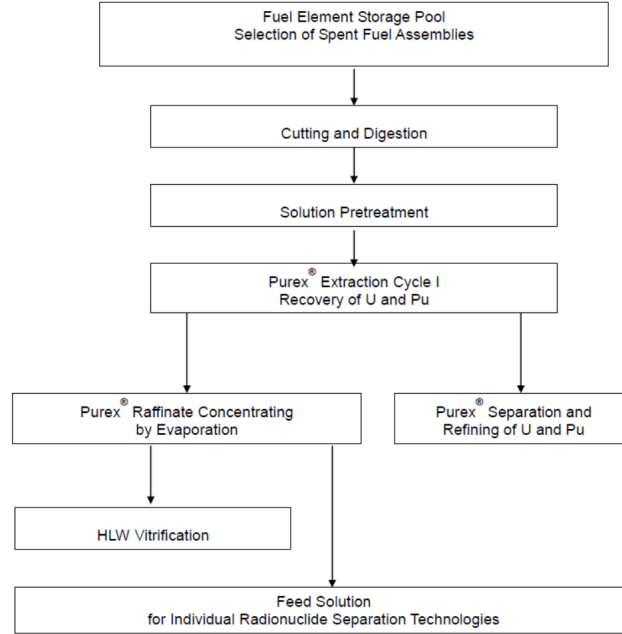 Fuel Element Storage Pool
Selection of Spent Fuel Assemblies
Cutting and Digestion
Solution Pretreatment
Purex® Extraction Cycle I
Recovery of U and Pu
Purex® Raffinate Concentrating
by Evaporation
Purex® Separation and
Refining of U and Pu
HLW Vitrification
Feed Solution
for Individual Radionuclide Separation Technologies